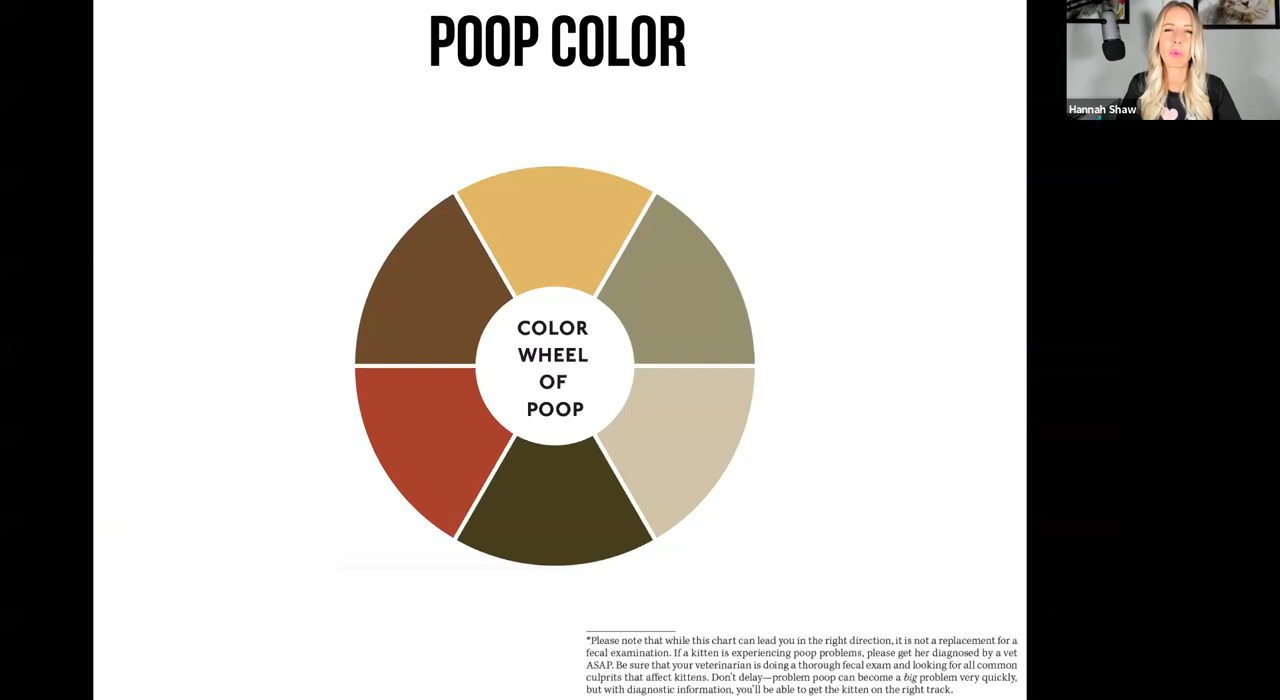 POOP COLOR
Hannah Shaw
COLOR
WHEEL
OF
POOP
*Please note that while this chart can lead you in the right direction, it is not a replacement for a
fecal examination. If a kitten is experiencing poop problems, please get her diagnosed by a vet
ASAP. Be sure that your veterinarian is doing a thorough fecal exam and looking for all common
culprits that affect kittens. Don't delay—problem poop can become a big problem very quickly,
but with diagnostic information, you'll be able to get the kitten on the right track.